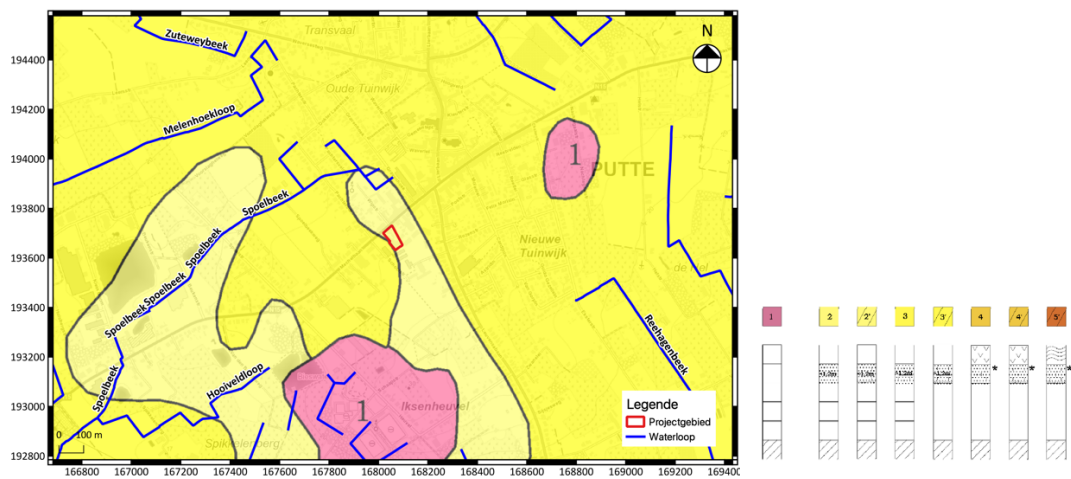 194400
194200
194000
193800
193600
193400
193200
193000
192800
Zuteweybeek
Transvaal
Oude Tuinwijk
Melenhoekloop
N
1
PUTTE
Spoelbeek
Spoelbeek
Spoelbeek
Spoelbeek
Spoelbeek
Nieuwe
Tuinwijk
de Riel
Reehagenbeek
Hooiveldloop
1
Iksenheuvel
Spikkelenberg
0 100 m
Legende
Projectgebied
Waterloop
166800 167000 167200 167400 167600 167800 168000 168200 168400 168600 168800 169000 169200 169400
1 2 2' 3 3' 4 4' 5'
* * *